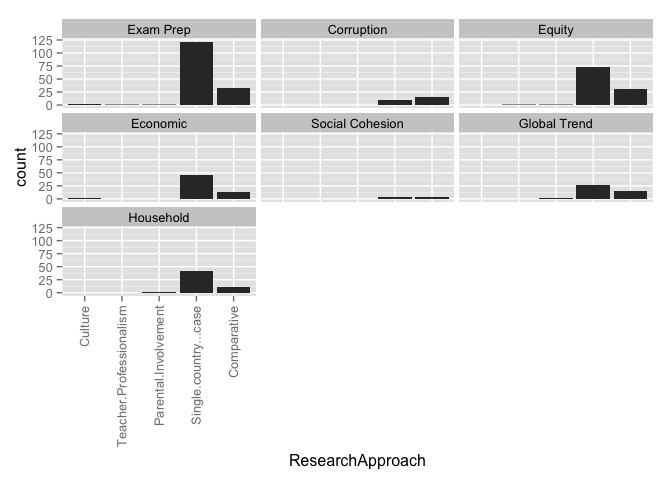 Exam Prep
Corruption
Equity
125
100
75
50
25
0
Economic
Social Cohesion
Global Trend
125
100
75
50
25
0
Household
125
100
75
50
25
0
count
Culture
Teacher.Professionalism
Parental.Involvement
Single.country...case
Comparative
ResearchApproach